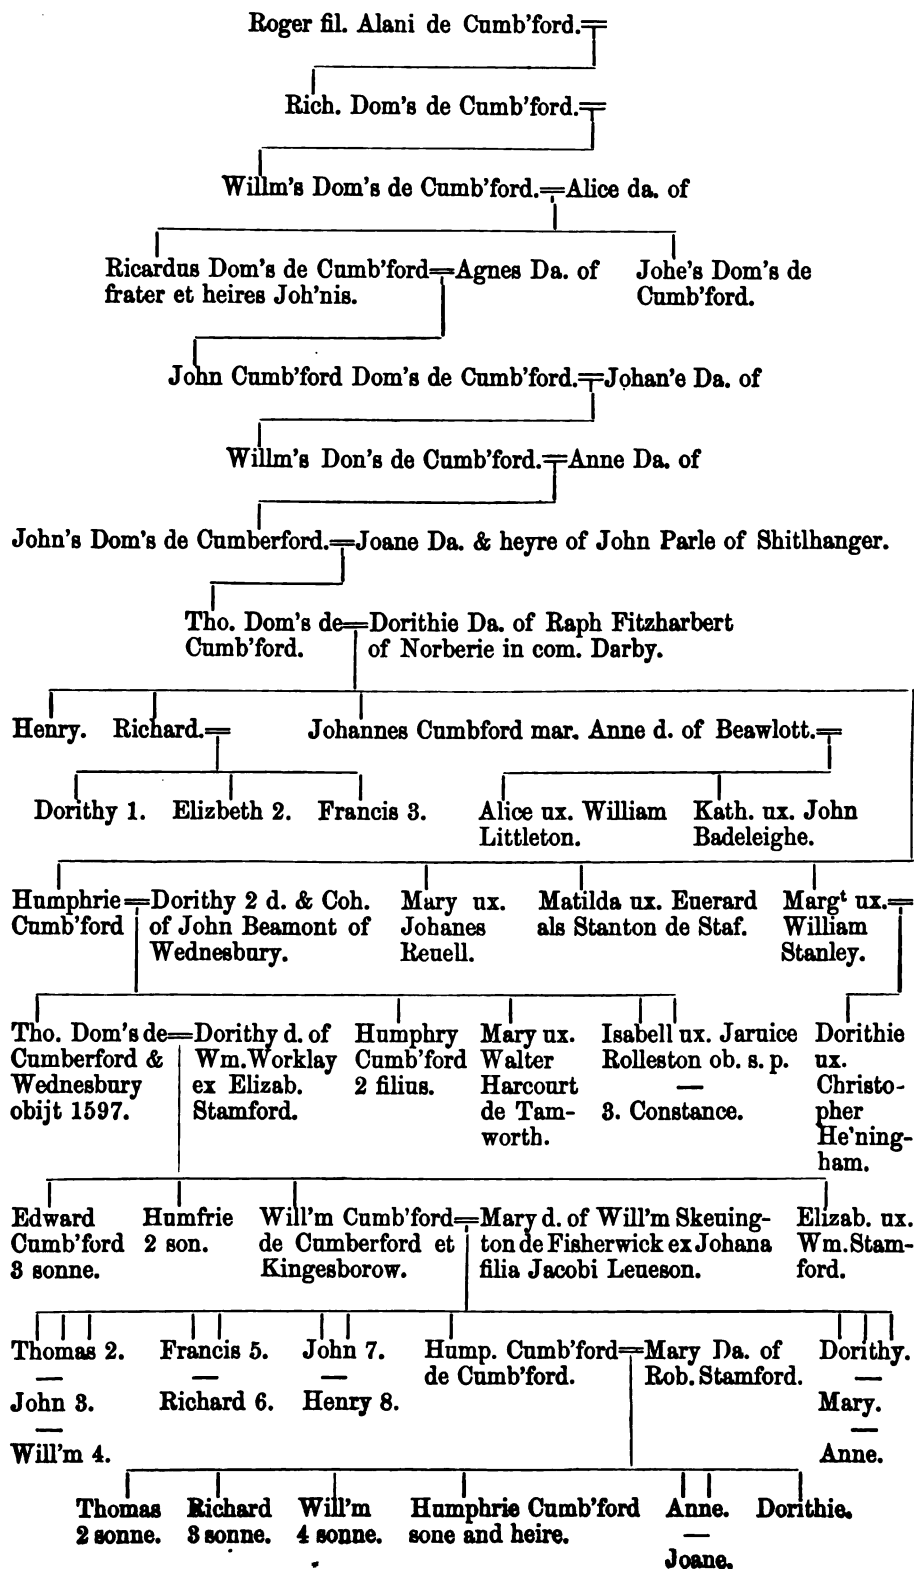 Roger fil. Alani de Cumb'ford.
Rich. Dom's de Cumb'ford.
Willm's Dom's de Cumb'ford.=Alice da. of
Ricardus Dom's de Cumb'ford=Agnes Da. of
frater et heires Joh'nis.
Johe's Dom's de
Cumb'ford.
John Cumb'ford Dom's de Cumb'ford.=Johan'e Da. of
Willm's Don's de Cumb'ford.=Anne Da. of
John's Dom's de Cumberford.=Joane Da. & heyre of John Parle of Shitlhanger.
Tho. Dom's de=Dorithie Da. of Raph Fitzharbert
Cumb'ford. of Norberie in com. Darby.
Henry. Richard.= Johannes Cumbford mar. Anne d. of Beawlott.=
Dorithy 1. Elizbeth 2. Francis 3.
Alice ux. William
Littleton.
Kath. ux. John
Badeleighe.
Humphrie=Dorithy 2 d. & Coh.
Cumb'ford of John Beamont of
Wednesbury.
Mary ux.
Johanes
Reuell.
Matilda ux. Euerard
als Stanton de Staf.
Margt ux.=
William
Stanley.
Tho. Dom's de=Dorithy d. of
Cumberford & Wm. Worklay
Wednesbury ex Elizab.
obijt 1597. Stamford.
Humphry
Cumb'ford
2 filius.
Mary ux.
Walter
Harcourt
de Tam-
worth.
Isabell ux. Jaruice
Rolleston ob. s. p.
—
3. Constance.
Dorithie
ux.
Christo-
pher
He'ning-
ham.
Edward
Cumb'ford
3 sonne.
Humfrie
2 son.
Will'm Cumb'ford=Mary d. of Will'm Skeuing-
de Cumberford et ton de Fisherwick ex Johana
Kingesborow. filia Jacobi Leueson.
Elizab. ux.
Wm. Stam-
ford.
Thomas 2.
—
John 3.
—
Will'm 4.
Francis 5.
—
Richard 6.
John 7.
—
Henry 8.
Hump. Cumb'ford=Mary Da. of
de Cumb'ford. Rob. Stamford.
Dorithy.
—
Mary.
—
Anne.
Thomas
2 sonne.
Richard
3 sonne.
Will'm
4 sonne.
Humphrie Cumb'ford
sone and heire.
Anne.
—
Joane.
Dorithie.